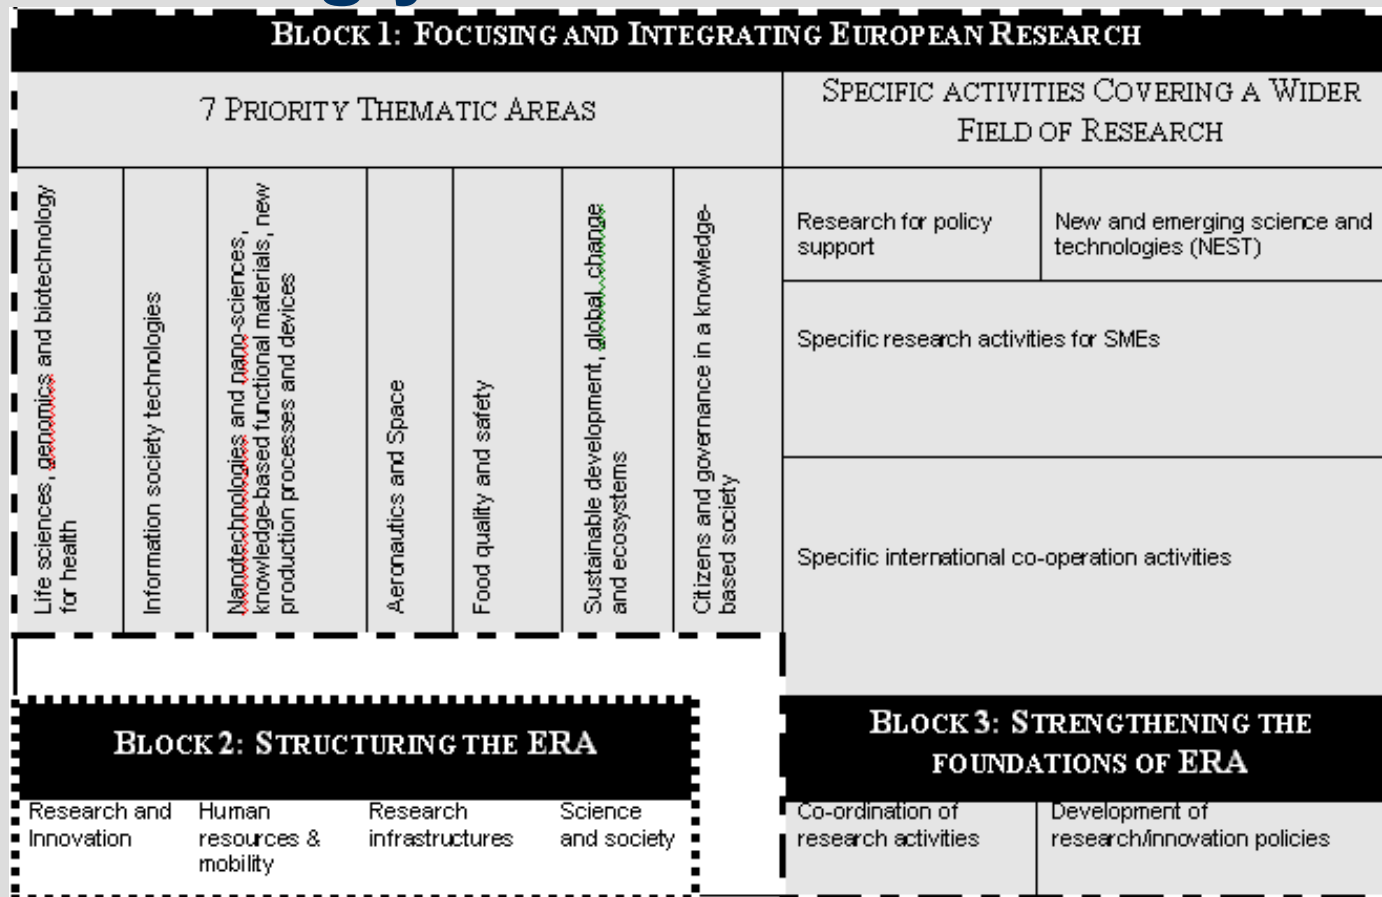 BLOCK 1: FOCUSING AND INTEGRATING EUROPEAN RESEARCH
7 PRIORITY THEMATIC AREAS
SPECIFIC ACTIVITIES COVERING A WIDER
FIELD OF RESEARCH
Life sciences, genomics and biotechnology
for health
Information society technologies
Nanotechnologies and nano-sciences,
knowledge-based functional materials, new
production processes and devices
Aeronautics and Space
Food quality and safety
Sustainable development, global change
and ecosystems
Citizens and governance in a knowledge-
based society
Research for policy
support
New and emerging science and
technologies (NEST)
Specific research activities for SMEs
Specific international co-operation activities
BLOCK 2: STRUCTURING THE ERA
Research and
Innovation
Human
resources &
mobility
Research
infrastructures
Science
and society
BLOCK 3: STRENGTHENING THE
FOUNDATIONS OF ERA
Co-ordination of
research activities
Development of
research/innovation policies